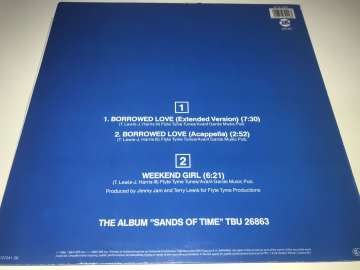 1
1. BORROWED LOVE (Extended Version) (7:30)
(T. Lewis-J. Harris III) Flyte Tyme Tunes/Avant Garde Music Pub.
2. BORROWED LOVE (Acappella) (2:52)
(T. Lewis-J. Harris III) Flyte Tyme Tunes/Avant Garde Music Pub.
2
WEEKEND GIRL (6:21)
(T. Lewis-J. Harris III) Flyte Tyme Tunes/Avant Garde Music Pub.
Produced by Jimmy Jam and Terry Lewis for Flyte Tyme Productions
THE ALBUM "SANDS OF TIME" TBU 26863